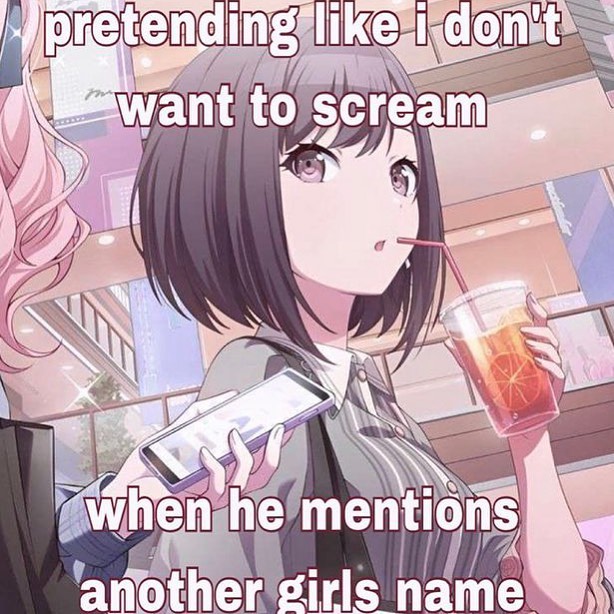 pretending like i don't
want to scream
when he mentions
another girls name